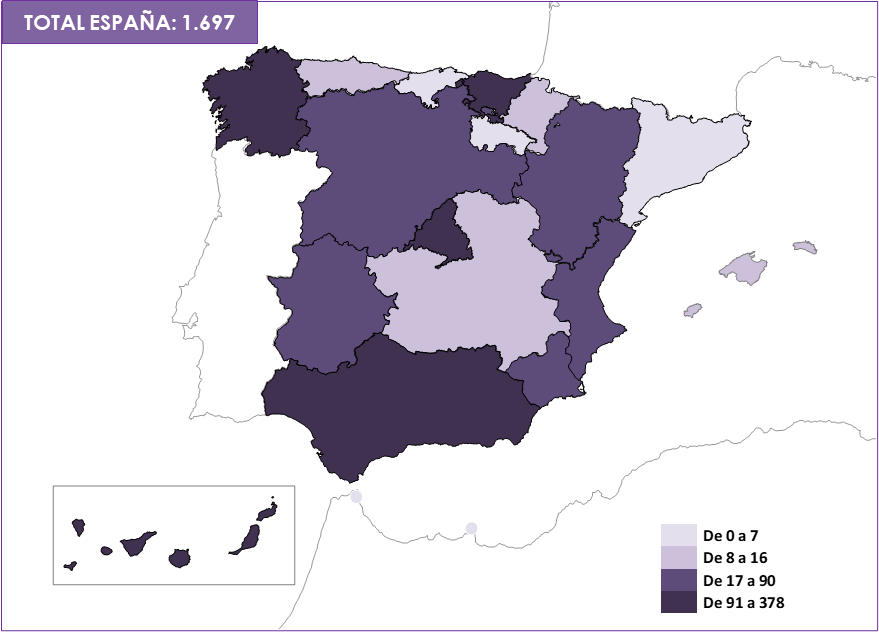 TOTAL ESPAÑA: 1.697
De 0 a 7
De 8 a 16
De 17 a 90
De 91 a 378